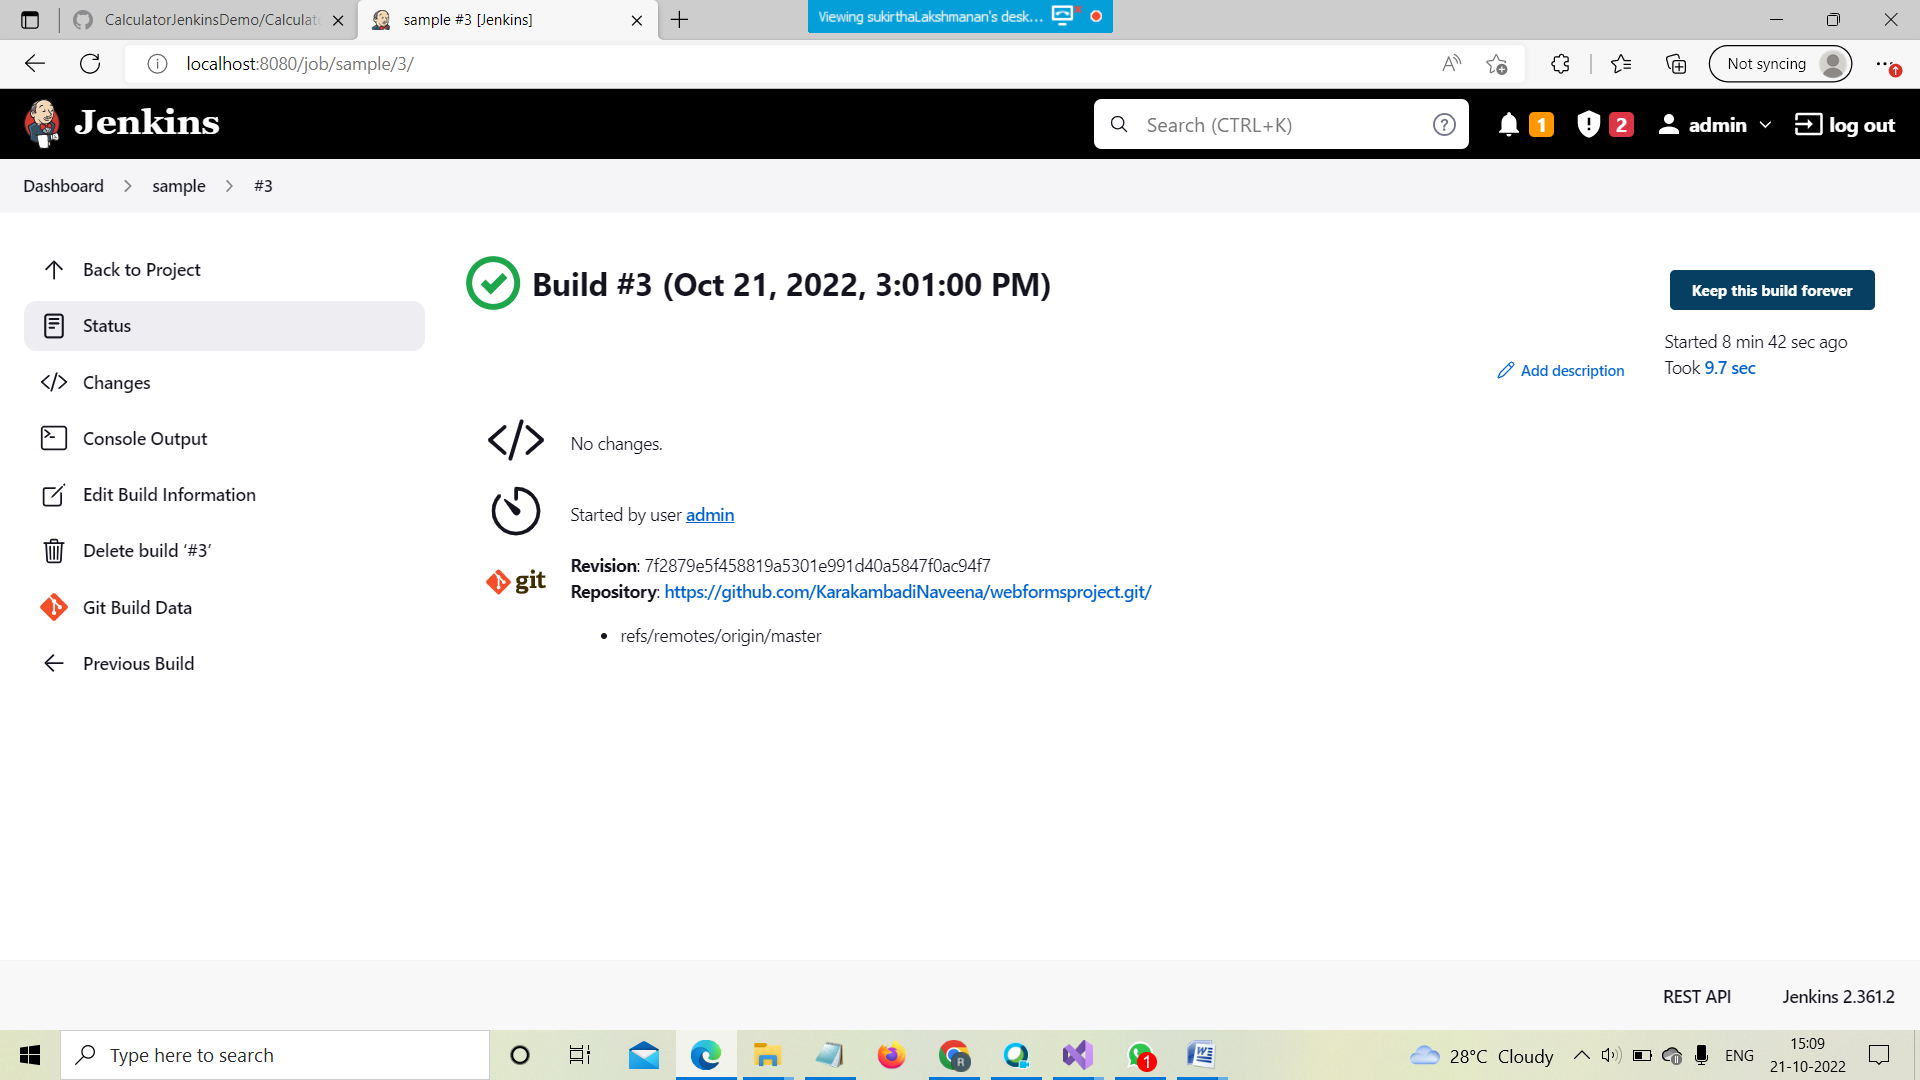 CalculatorJenkinsDemo/Calculat
sample #3 [Jenkins]
Viewing sukirthaLakshmanan's desk...
localhost:8080/job/sample/3/
Not syncing
Jenkins
Search (CTRL+K)
1
2
admin
log out
Dashboard
sample
#3
Back to Project
Status
Changes
Console Output
Edit Build Information
Delete build ‘#3’
Git Build Data
Previous Build
Build #3 (Oct 21, 2022, 3:01:00 PM)
Keep this build forever
Started 8 min 42 sec ago
Took 9.7 sec
Add description
No changes.
Started by user admin
git
Revision: 7f2879e5f458819a5301e991d40a5847f0ac94f7
Repository: https://github.com/KarakambadiNaveena/webformsproject.git/
refs/remotes/origin/master
REST API
Jenkins 2.361.2
Type here to search
R
1
28°C Cloudy
ENG
15:09
21-10-2022